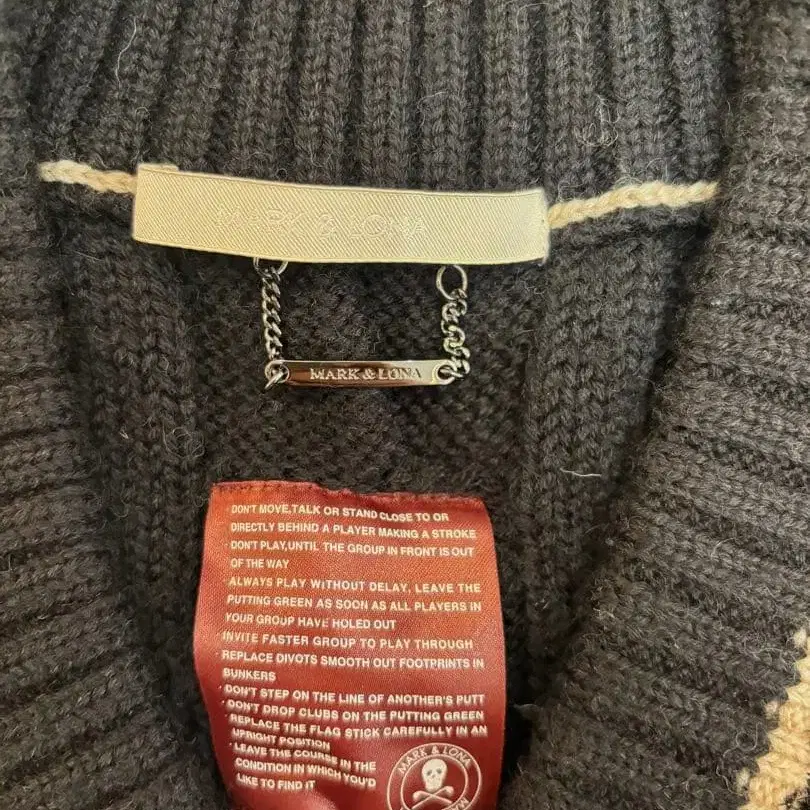 MARK & LONA
MARK & LONA
DON'T MOVE,TALK OR STAND CLOSE TO OR
DIRECTLY BEHIND A PLAYER MAKING A STROKE
DON'T PLAY,UNTIL THE GROUP IN FRONT IS OUT
OF THE WAY
ALWAYS PLAY WITHOUT DELAY, LEAVE THE
PUTTING GREEN AS SOON AS ALL PLAYERS IN
YOUR GROUP HAVE HOLED OUT
INVITE FASTER GROUP TO PLAY THROUGH
· REPLACE DIVOTS SMOOTH OUT FOOTPRINTS IN
BUNKERS
· DON'T STEP ON THE LINE OF ANOTHER'S PUTT
· DON'T DROP CLUBS ON THE PUTTING GREEN
· REPLACE THE FLAG STICK CAREFULLY IN AN
UPRIGHT POSITION
· LEAVE THE COURSE IN THE
CONDITION IN WHICH YOU'D
LIKE TO FIND IT
MARK & LONA